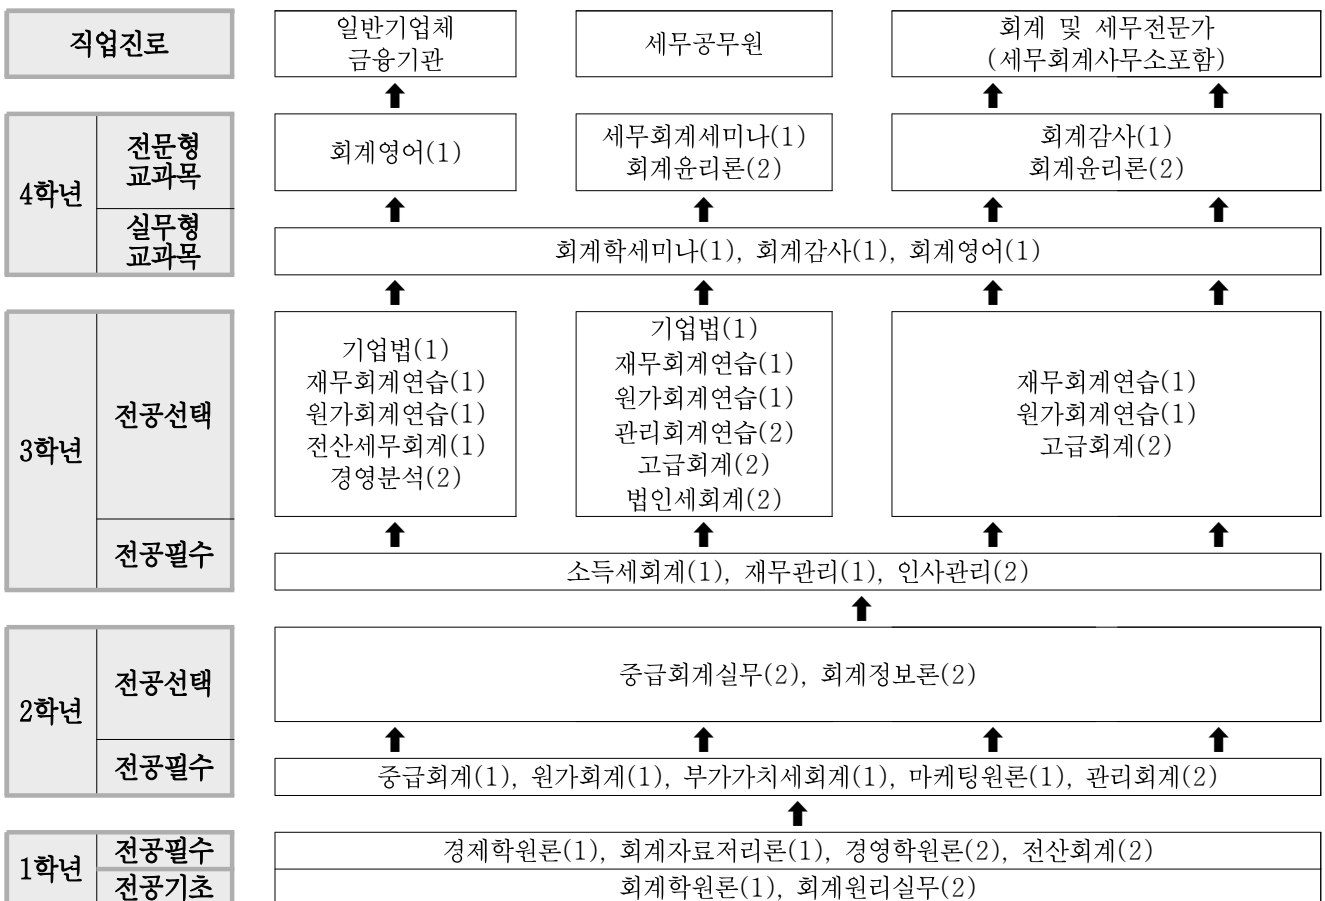 직업진로
일반기업체
금융기관
세무공무원
회계 및 세무전문가
(세무회계사무소포함)
4학년
전문형
교과목
회계영어(1)
세무회계세미나(1)
회계윤리론(2)
회계감사(1)
회계윤리론(2)
실무형
교과목
회계학세미나(1), 회계감사(1), 회계영어(1)
3학년
전공선택
기업법(1)
재무회계연습(1)
원가회계연습(1)
전산세무회계(1)
경영분석(2)
기업법(1)
재무회계연습(1)
원가회계연습(1)
관리회계연습(2)
고급회계(2)
법인세회계(2)
재무회계연습(1)
원가회계연습(1)
고급회계(2)
전공필수
소득세회계(1), 재무관리(1), 인사관리(2)
2학년
전공선택
중급회계실무(2), 회계정보론(2)
전공필수
중급회계(1), 원가회계(1), 부가가치세회계(1), 마케팅원론(1), 관리회계(2)
1학년
전공필수
경제학원론(1), 회계자료저리론(1), 경영학원론(2), 전산회계(2)
전공기초
회계학원론(1), 회계원리실무(2)